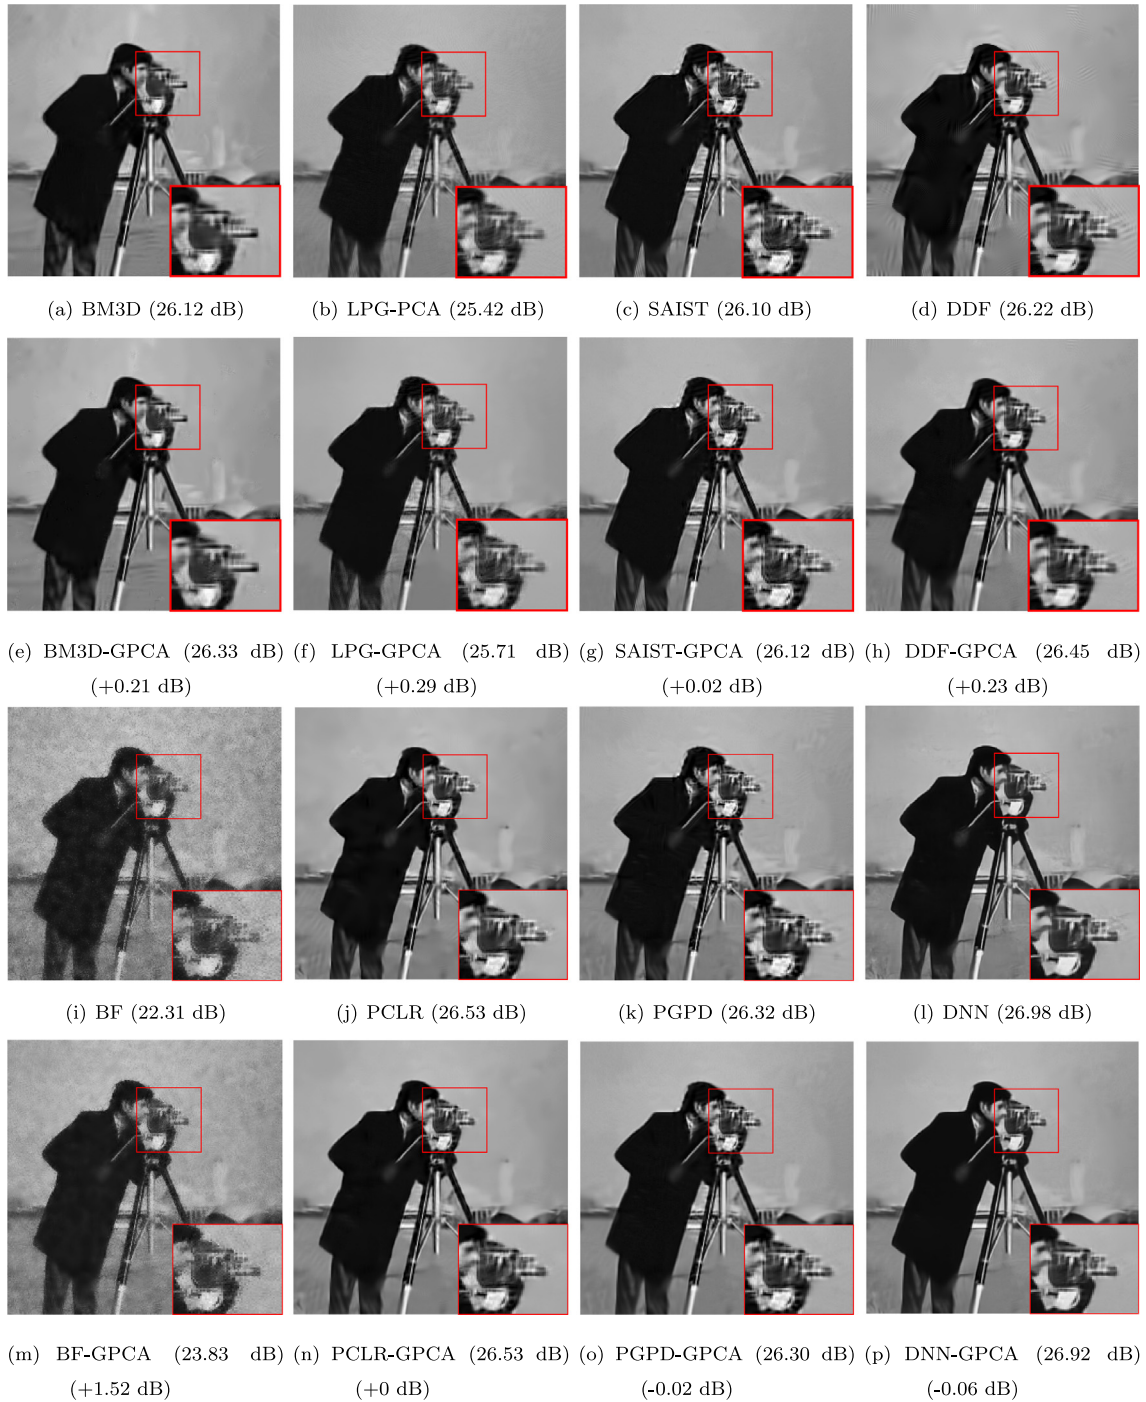 (a) BM3D (26.12 dB)
(b) LPG-PCA (25.42 dB)
(c) SAIST (26.10 dB)
(d) DDF (26.22 dB)
(e) BM3D-GPCA (26.33 dB)
(+0.21 dB)
(f) LPG-GPCA (25.71 dB)
(+0.29 dB)
(g) SAIST-GPCA (26.12 dB)
(+0.02 dB)
(h) DDF-GPCA (26.45 dB)
(+0.23 dB)
(i) BF (22.31 dB)
(j) PCLR (26.53 dB)
(k) PGPD (26.32 dB)
(l) DNN (26.98 dB)
(m) BF-GPCA (23.83 dB)
(+1.52 dB)
(n) PCLR-GPCA (26.53 dB)
(+0 dB)
(o) PGPD-GPCA (26.30 dB)
(-0.02 dB)
(p) DNN-GPCA (26.92 dB)
(-0.06 dB)